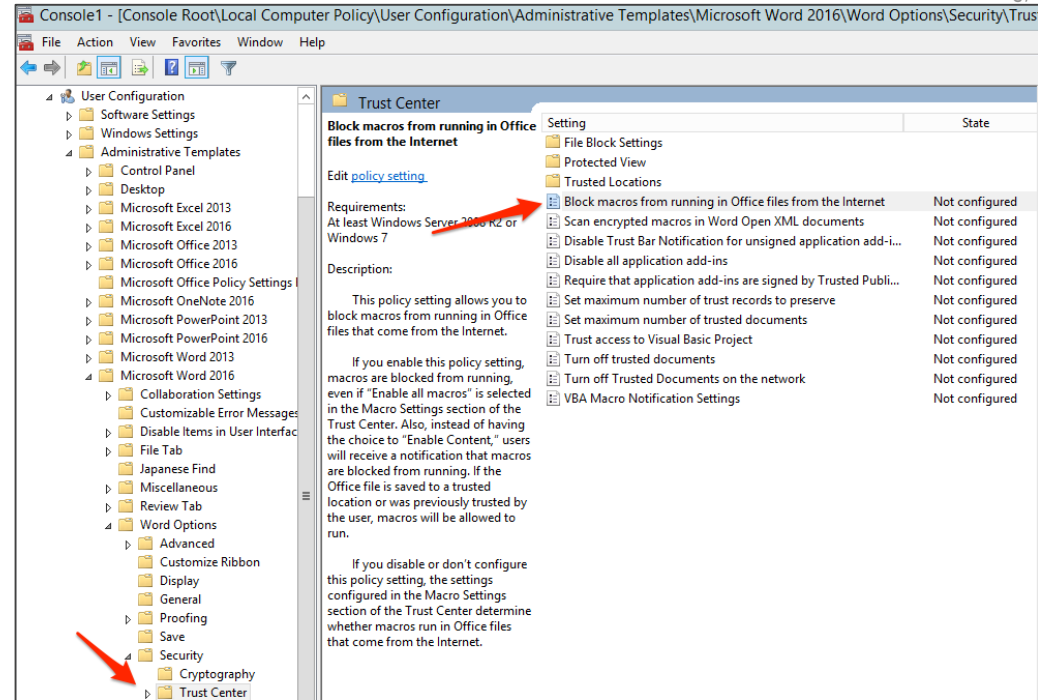 Console1 - [Console Root\Local Computer Policy\User Configuration\Administrative Templates\Microsoft Word 2016\Word Options\Security\Trus
File Action View Favorites Window Help
User Configuration
Software Settings
Windows Settings
Administrative Templates
Control Panel
Desktop
Microsoft Excel 2013
Microsoft Excel 2016
Microsoft Office 2013
Microsoft Office 2016
Microsoft Office Policy Settings
Microsoft OneNote 2016
Microsoft PowerPoint 2013
Microsoft PowerPoint 2016
Microsoft Word 2013
Microsoft Word 2016
Collaboration Settings
Customizable Error Messages
Disable Items in User Interfac
File Tab
Japanese Find
Miscellaneous
Review Tab
Word Options
Advanced
Customize Ribbon
Display
General
Proofing
Save
Security
Cryptography
Trust Center
Trust Center
Block macros from running in Office
files from the Internet
Edit policy setting
Requirements:
At least Windows Server 2008 R2 or
Windows 7
Description:
This policy setting allows you to
block macros from running in Office
files that come from the Internet.
If you enable this policy setting,
macros are blocked from running,
even if "Enable all macros" is selected
in the Macro Settings section of the
Trust Center. Also, instead of having
the choice to "Enable Content," users
will receive a notification that macros
are blocked from running. If the
Office file is saved to a trusted
location or was previously trusted by
the user, macros will be allowed to
run.
If you disable or don't configure
this policy setting, the settings
configured in the Macro Settings
section of the Trust Center determine
whether macros run in Office files
that come from the Internet.
Setting State
File Block Settings
Protected View
Trusted Locations
Block macros from running in Office files from the Internet Not configured
Scan encrypted macros in Word Open XML documents Not configured
Disable Trust Bar Notification for unsigned application add-i... Not configured
Disable all application add-ins Not configured
Require that application add-ins are signed by Trusted Publi... Not configured
Set maximum number of trust records to preserve Not configured
Set maximum number of trusted documents Not configured
Trust access to Visual Basic Project Not configured
Turn off trusted documents Not configured
Turn off Trusted Documents on the network Not configured
VBA Macro Notification Settings Not configured